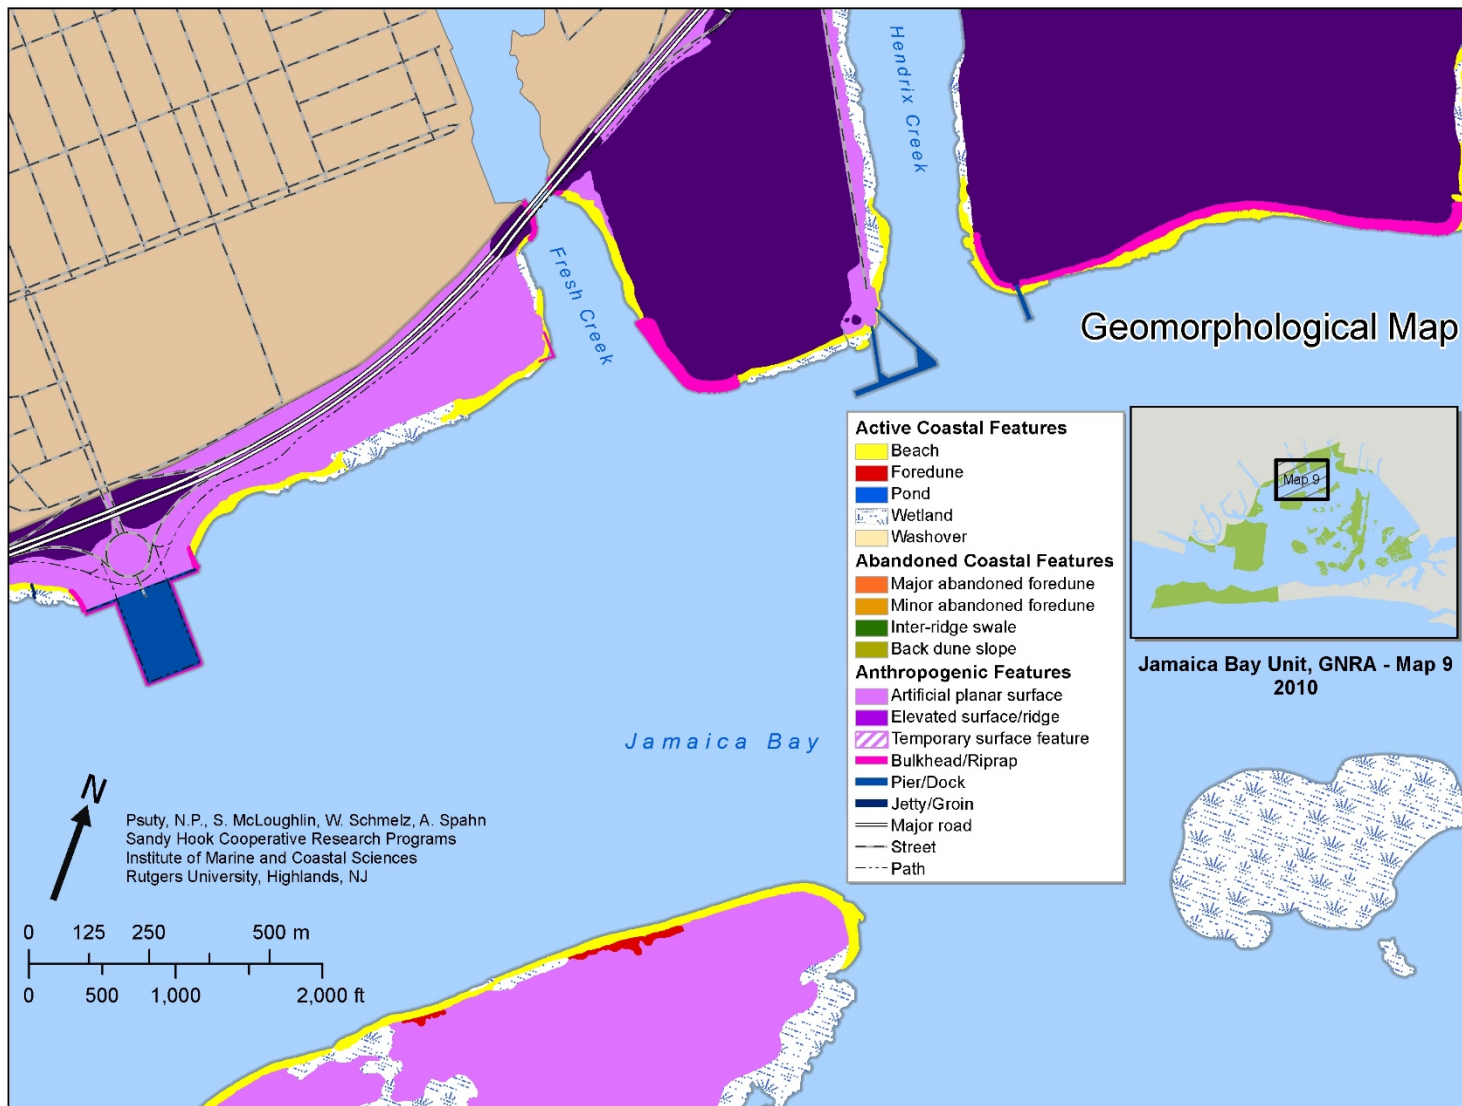 Hendrix Creek
Fresh Creek
Geomorphological Map
Active Coastal Features
Beach
Foredune
Pond
Wetland
Washover
Abandoned Coastal Features
Major abandoned foredune
Minor abandoned foredune
Inter-ridge swale
Back dune slope
Anthropogenic Features
Artificial planar surface
Elevated surface/ridge
Temporary surface feature
Bulkhead/Riprap
Pier/Dock
Jetty/Groin
Major road
Street
Path
Map 9
Jamaica Bay Unit, GNRA - Map 9
2010
Jamaica Bay
N
Psuty, N.P., S. McLoughlin, W. Schmelz, A. Spahn
Sandy Hook Cooperative Research Programs
Institute of Marine and Coastal Sciences
Rutgers University, Highlands, NJ
0 125 250 500 m
0 500 1,000 2,000 ft